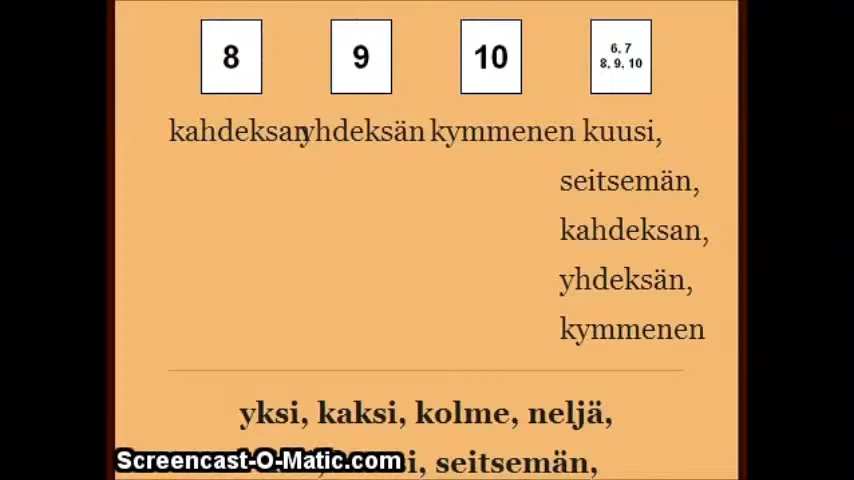 8 9 10 6, 7
8, 9, 10
kahdeksan yhdeksän kymmenen kuusi,
seitsemän,
kahdeksan,
yhdeksän,
kymmenen
yksi, kaksi, kolme, neljä,
seitsemän,
Screencast-O-Matic.com